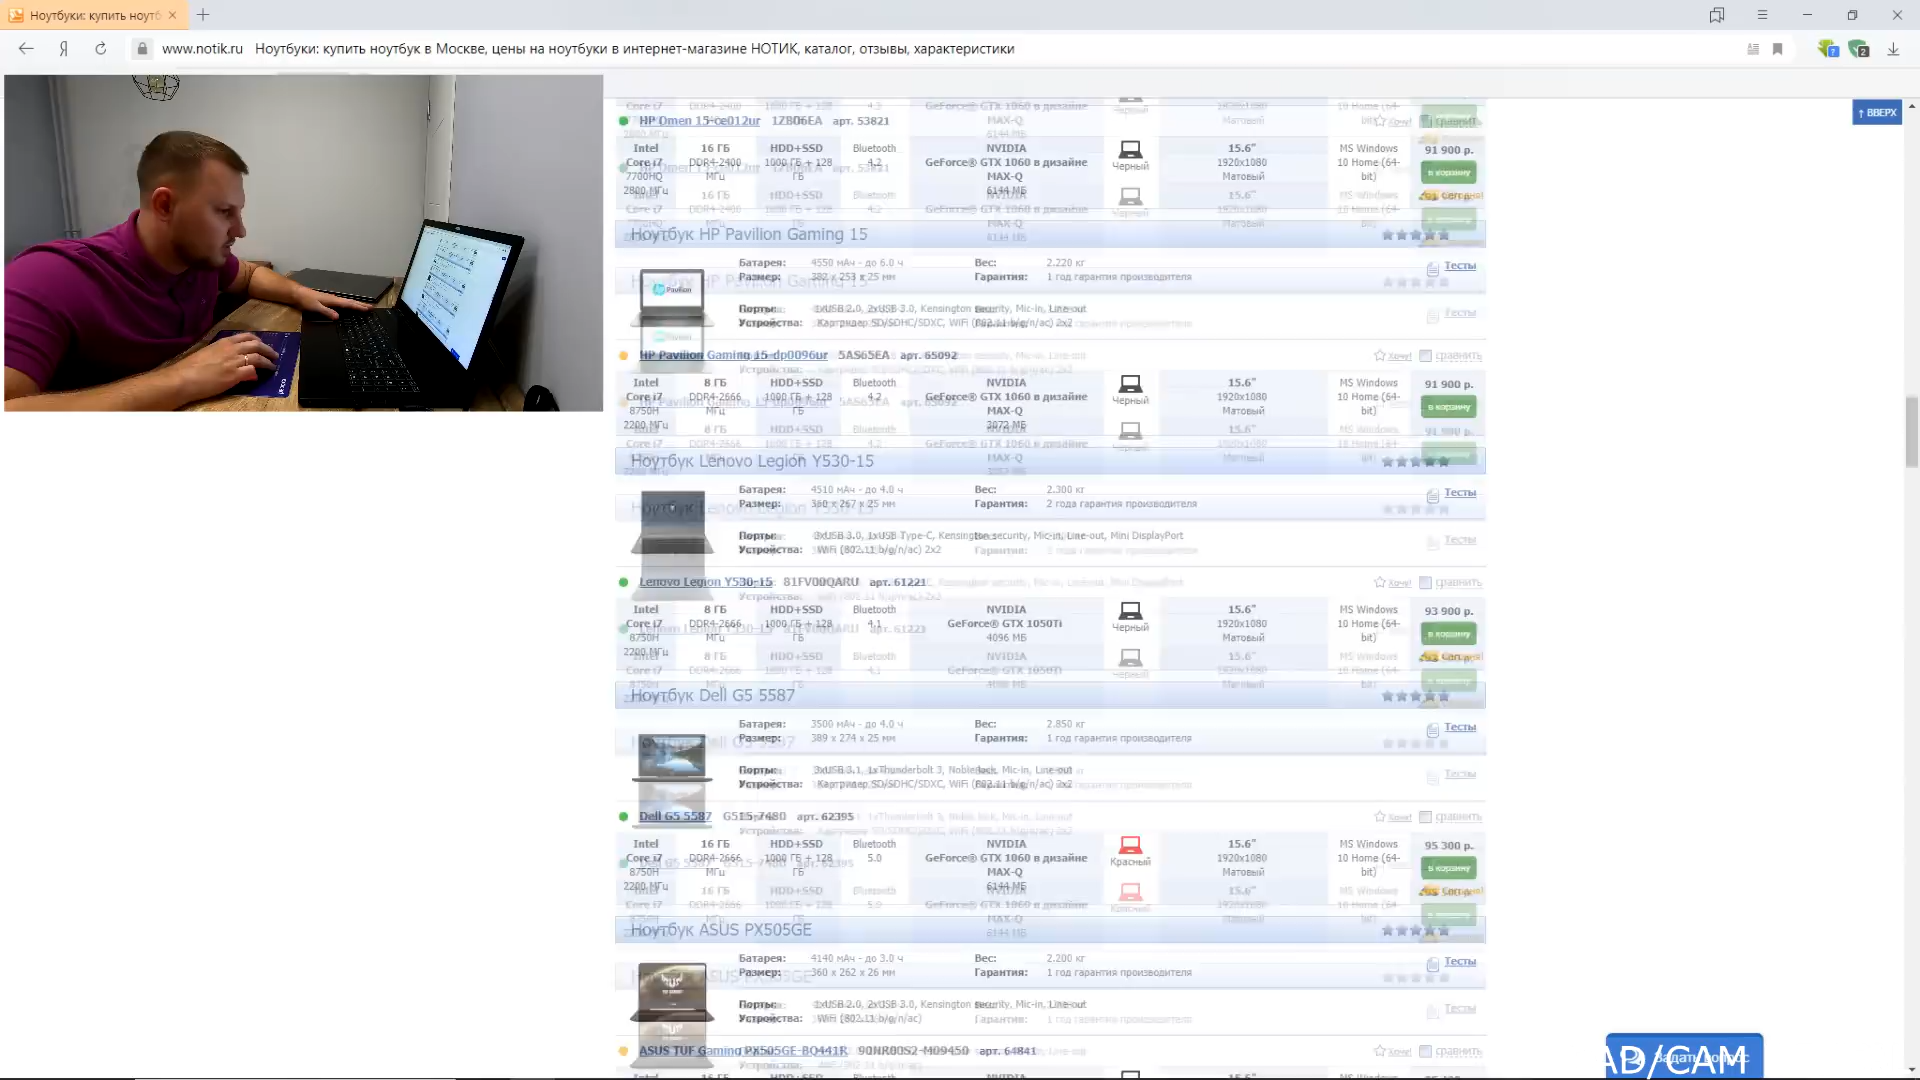 Ноутбуки: купить ноутб
www.notik.ru Ноутбуки: купить ноутбук в Москве, цены на ноутбуки в интернет-магазине НОТИК, каталог, отзывы, характеристики
↑ ВВЕРХ
HP Omen 15-ce012ur 1ZB06EA арт. 53821 Хочу! сравнить
Intel 16 ГБ HDD+SSD Bluetooth NVIDIA 15.6" MS Windows 91 900 р.
Core i7 DDR4-2400 1000 ГБ + 128 4.2 GeForce® GTX 1060 в дизайне Черный 1920x1080 10 Home (64-
7700HQ МГц ГБ MAX-Q Матовый bit) в корзину
2800 МГц 6144 МБ
Ноутбук HP Pavilion Gaming 15
Батарея: 4550 мАч - до 6.0 ч Вес: 2.220 кг Тесты
Размер: 382 x 253 x 25 мм Гарантия: 1 год гарантия производителя
Порты: 1xUSB 2.0, 2xUSB 3.0, Kensington security, Mic-in, Line-out
Устройства: Картридер SD/SDHC/SDXC, WiFi (802.11 b/g/n/ac) 2x2
HP Pavilion Gaming 15-dp0096ur 5AS65EA арт. 65092 Хочу! сравнить
Intel 8 ГБ HDD+SSD Bluetooth NVIDIA 15.6" MS Windows 91 900 р.
Core i7 DDR4-2666 1000 ГБ + 128 4.2 GeForce® GTX 1060 в дизайне Черный 1920x1080 10 Home (64-
8750H МГц ГБ MAX-Q Матовый bit) в корзину
2200 МГц 3072 МБ
Ноутбук Lenovo Legion Y530-15
Батарея: 4510 мАч - до 4.0 ч Вес: 2.300 кг Тесты
Размер: 360 x 267 x 25 мм Гарантия: 2 года гарантия производителя
Порты: 3xUSB 3.0, 1xUSB Type-C, Kensington security, Mic-in, Line-out, Mini DisplayPort
Устройства: WiFi (802.11 b/g/n/ac) 2x2
Lenovo Legion Y530-15 81FV00QARU арт. 61221 Хочу! сравнить
Intel 8 ГБ HDD+SSD Bluetooth NVIDIA 15.6" MS Windows 93 900 р.
Core i7 DDR4-2666 1000 ГБ + 128 4.1 GeForce® GTX 1050Ti Черный 1920x1080 10 Home (64-
8750H МГц ГБ 4096 МБ Матовый bit) в корзину
2200 МГц
Ноутбук Dell G5 5587
Батарея: 3500 мАч - до 4.0 ч Вес: 2.850 кг Тесты
Размер: 389 x 274 x 25 мм Гарантия: 1 год гарантия производителя
Порты: 3xUSB 3.1, 1xThunderbolt 3, Noble lock, Mic-in, Line-out
Устройства: Картридер SD/SDHC/SDXC, WiFi (802.11 b/g/n/ac) 2x2
Dell G5 5587 G515-7480 арт. 62395 Хочу! сравнить
Intel 16 ГБ HDD+SSD Bluetooth NVIDIA 15.6" MS Windows 95 300 р.
Core i7 DDR4-2666 1000 ГБ + 128 5.0 GeForce® GTX 1060 в дизайне Красный 1920x1080 10 Home (64-
8750H МГц ГБ MAX-Q Матовый bit) в корзину
2200 МГц 6144 МБ
Ноутбук ASUS PX505GE
Батарея: 4140 мАч - до 3.0 ч Вес: 2.200 кг Тесты
Размер: 360 x 262 x 26 мм Гарантия: 1 год гарантия производителя
Порты: 1xUSB 2.0, 2xUSB 3.0, Kensington security, Mic-in, Line-out
Устройства: WiFi (802.11 b/g/n/ac)
ASUS TUF Gaming PX505GE-BQ441R 90NR00S2-M09450 арт. 64841 Хочу! сравнить
Задать вопрос
AD/CAM